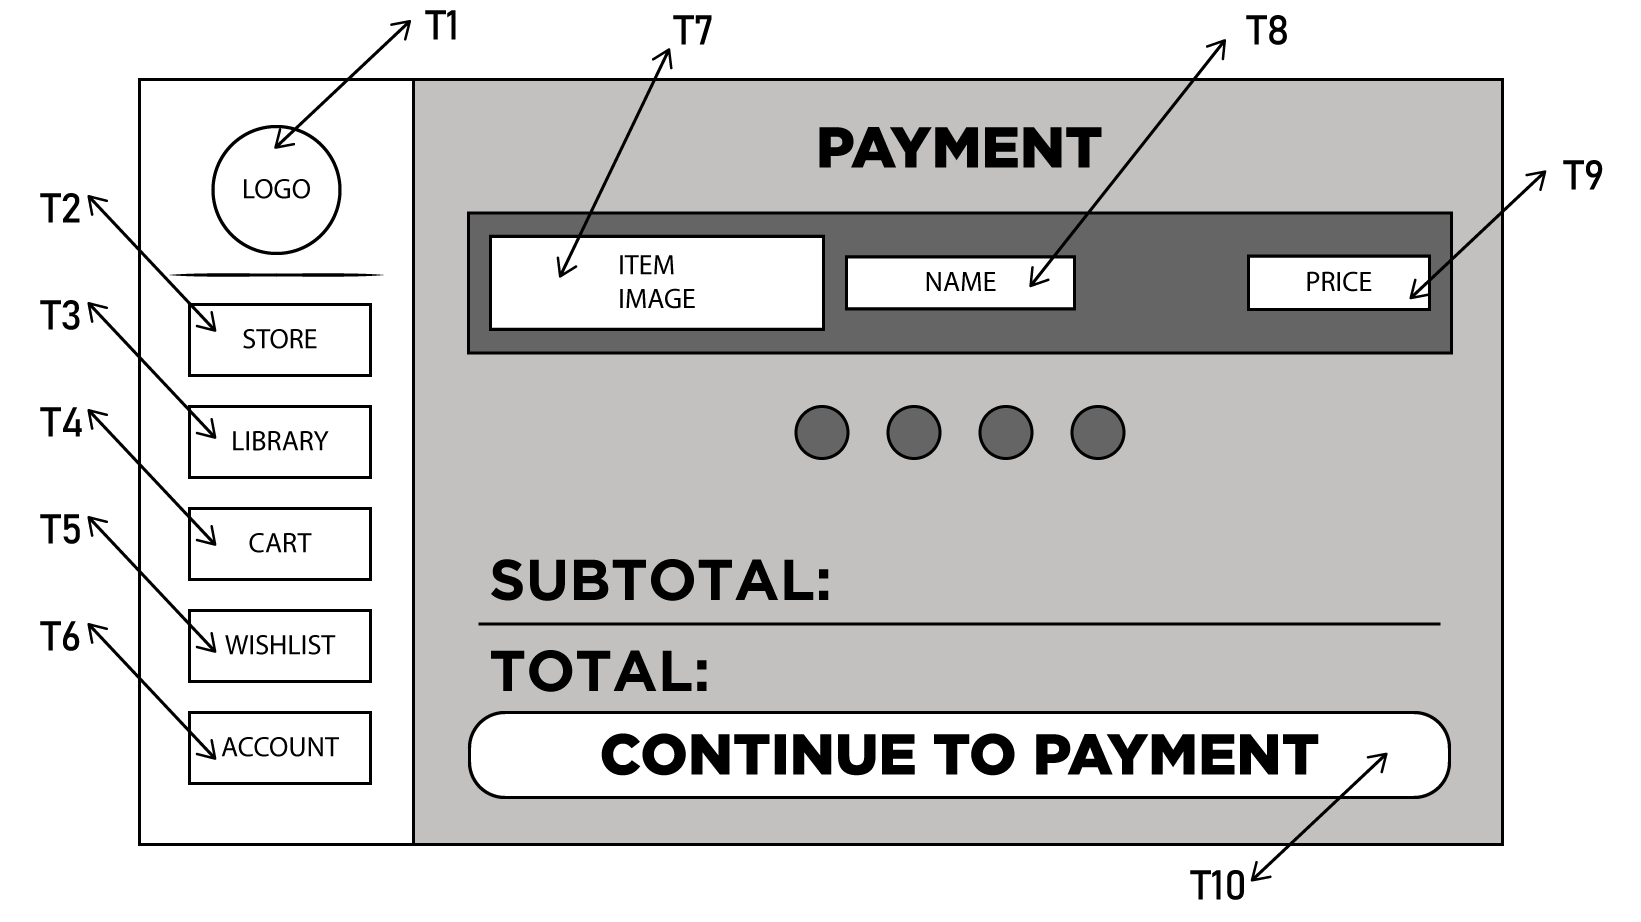 T1
T7
T8
T9
T2
T3
T4
T5
T6
LOGO
STORE
LIBRARY
CART
WISHLIST
ACCOUNT
PAYMENT
ITEM
IMAGE
NAME
PRICE
SUBTOTAL:
TOTAL:
CONTINUE TO PAYMENT
T10